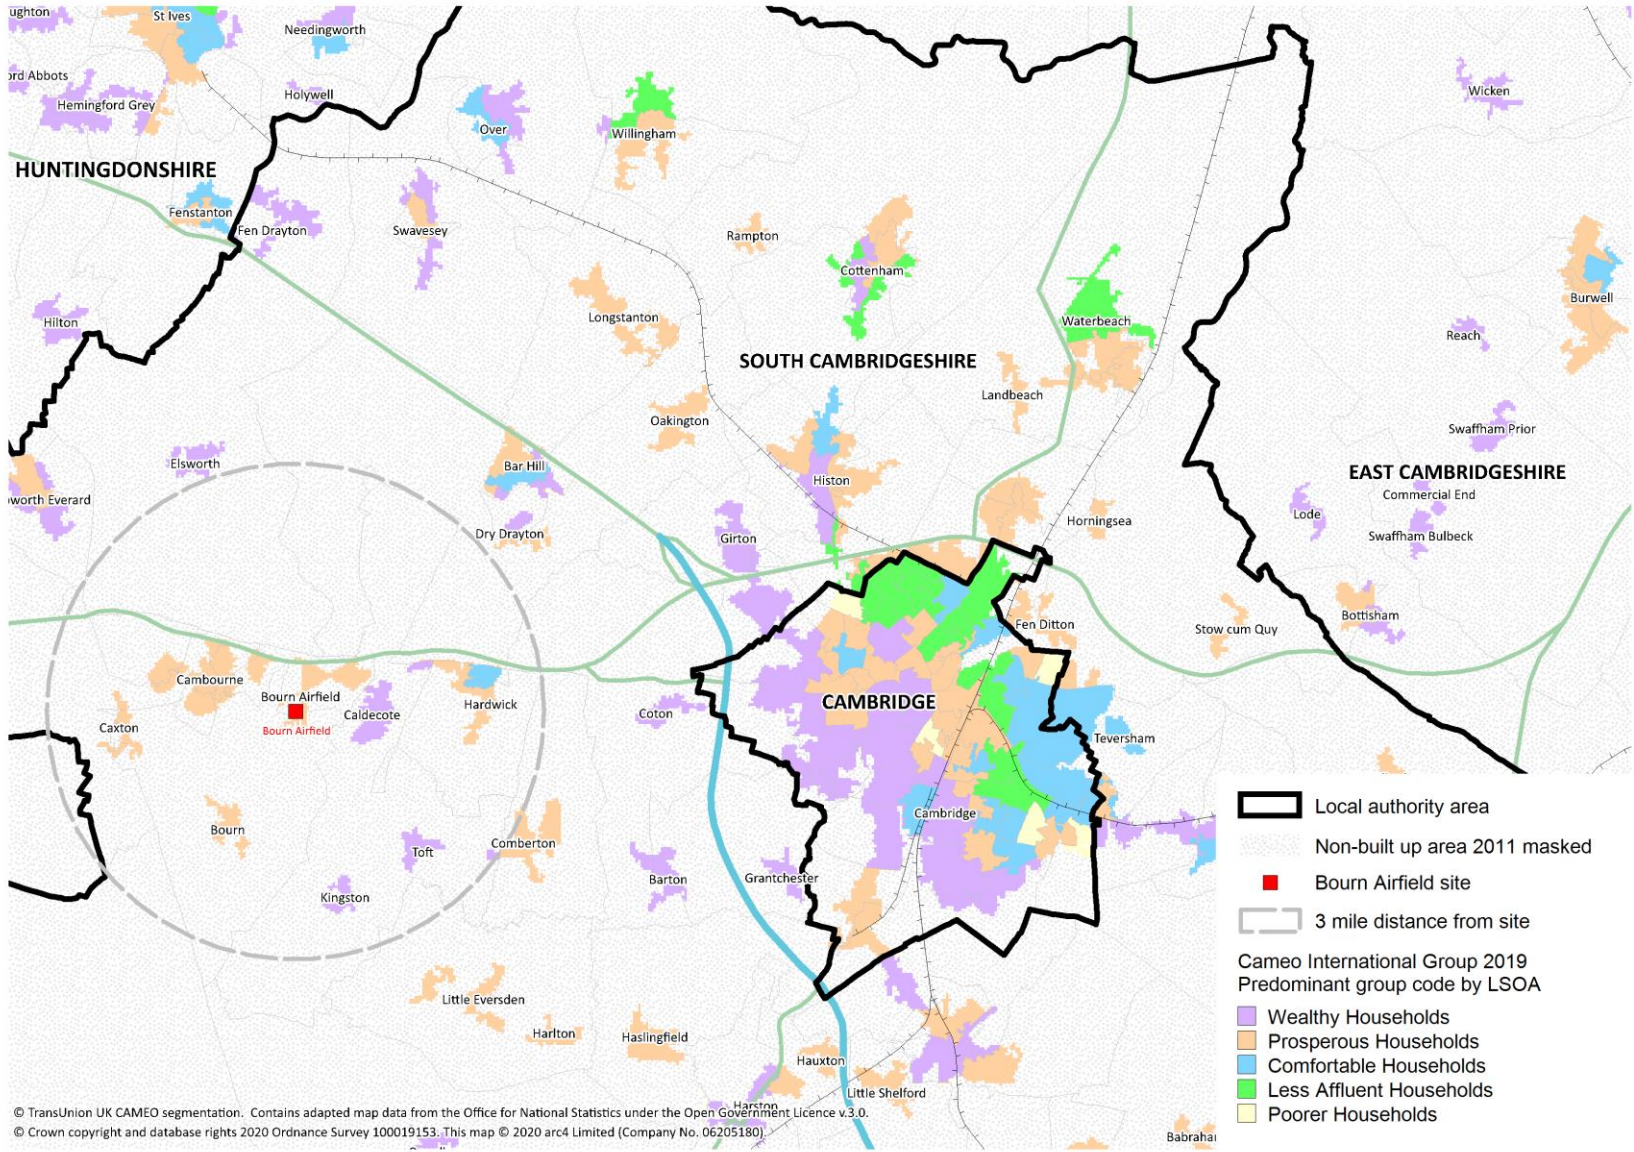 ughton
St Ives
Needingworth
ord Abbots
Hemingford Grey
Holywell
Over
Willingham
Wicken
HUNTINGDONSHIRE
Fenstanton
Fen Drayton
Swavesey
Rampton
Cottenham
Burwell
Hilton
Longstanton
Waterbeach
Reach
SOUTH CAMBRIDGESHIRE
Landbeach
Oakington
Swaffham Prior
Elsworth
Bar Hill
Histon
EAST CAMBRIDGESHIRE
Commercial End
worth Everard
Lode
Horningsea
Dry Drayton
Girton
Swaffham Bulbeck
Fen Ditton
Bottisham
Stow cum Quy
Cambourne
Bourn Airfield
Bourn Airfield
Caldecote
Hardwick
Caxton
Coton
CAMBRIDGE
Teversham
Bourn
Toft
Comberton
Cambridge
Kingston
Barton
Grantchester
Little Eversden
Harlton
Haslingfield
Hauxton
Little Shelford
Harston
Babraha
Local authority area
Non-built up area 2011 masked
Bourn Airfield site
3 mile distance from site
Cameo International Group 2019
Predominant group code by LSOA
Wealthy Households
Prosperous Households
Comfortable Households
Less Affluent Households
Poorer Households
© TransUnion UK CAMEO segmentation. Contains adapted map data from the Office for National Statistics under the Open Government Licence v.3.0.
© Crown copyright and database rights 2020 Ordnance Survey 100019153. This map © 2020 arc4 Limited (Company No. 06205180).